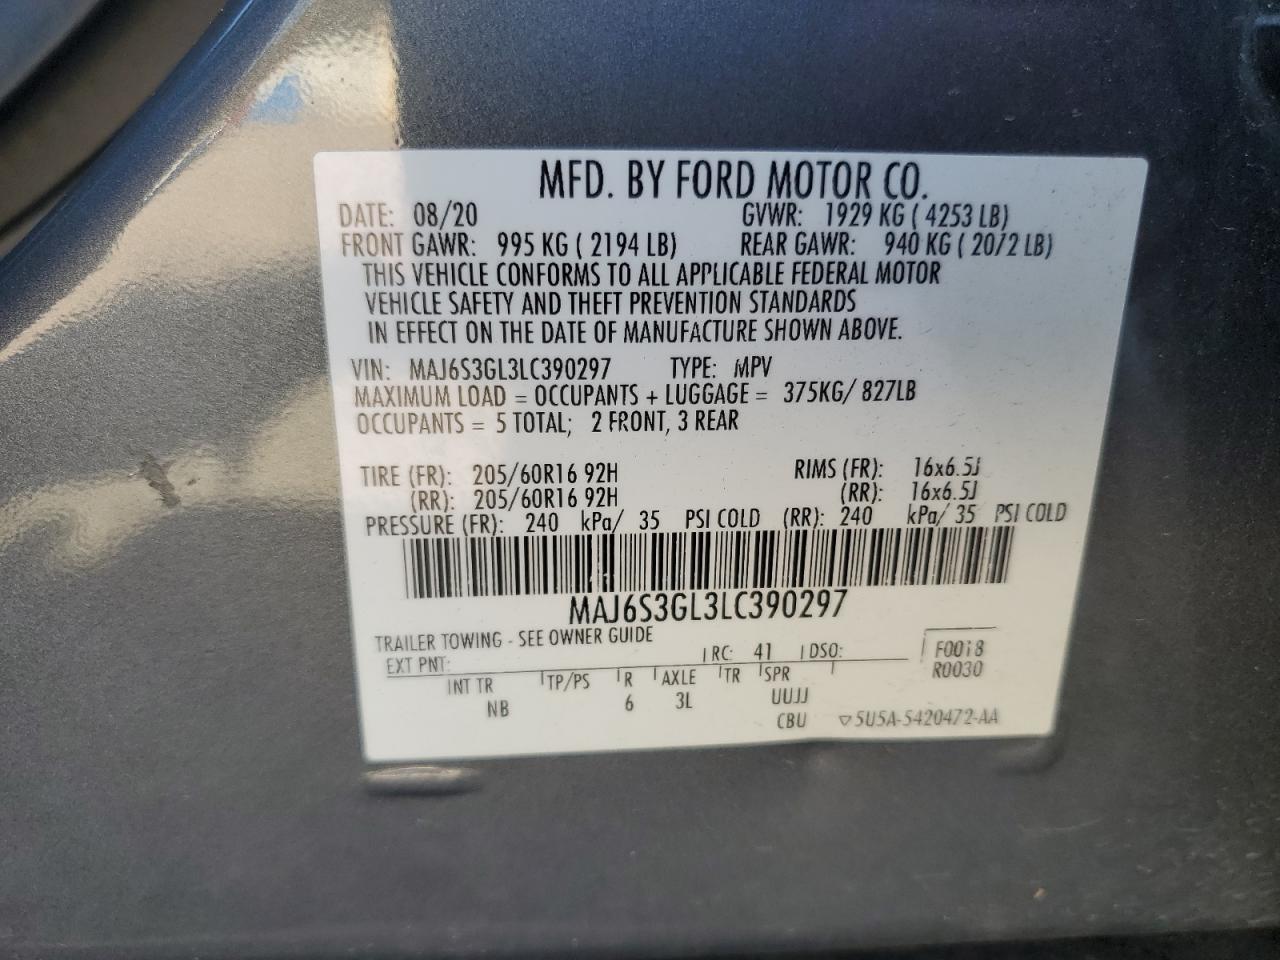 MFD. BY FORD MOTOR CO.
DATE: 08/20 GVWR: 1929 KG ( 4253 LB)
FRONT GAWR: 995 KG ( 2194 LB) REAR GAWR: 940 KG ( 20/2 LB)
THIS VEHICLE CONFORMS TO ALL APPLICABLE FEDERAL MOTOR
VEHICLE SAFETY AND THEFT PREVENTION STANDARDS
IN EFFECT ON THE DATE OF MANUFACTURE SHOWN ABOVE.
VIN: MAJ6S3GL3LC390297 TYPE: MPV
MAXIMUM LOAD = OCCUPANTS + LUGGAGE = 375KG/ 827LB
OCCUPANTS = 5 TOTAL; 2 FRONT, 3 REAR
TIRE (FR): 205/60R16 92H RIMS (FR): 16x6.5J
(RR): 205/60R16 92H (RR): 16x6.5J
PRESSURE (FR): 240 kPa/ 35 PSI COLD (RR): 240 kPa/ 35 PSI COLD
MAJ6S3GL3LC390297
TRAILER TOWING - SEE OWNER GUIDE
EXT PNT: RC: 41 DSO: F0018
R0030
INT TR TP/PS R AXLE TR SPR
NB 6 3L UUJJ
CBU ▽5U5A-5420472-AA